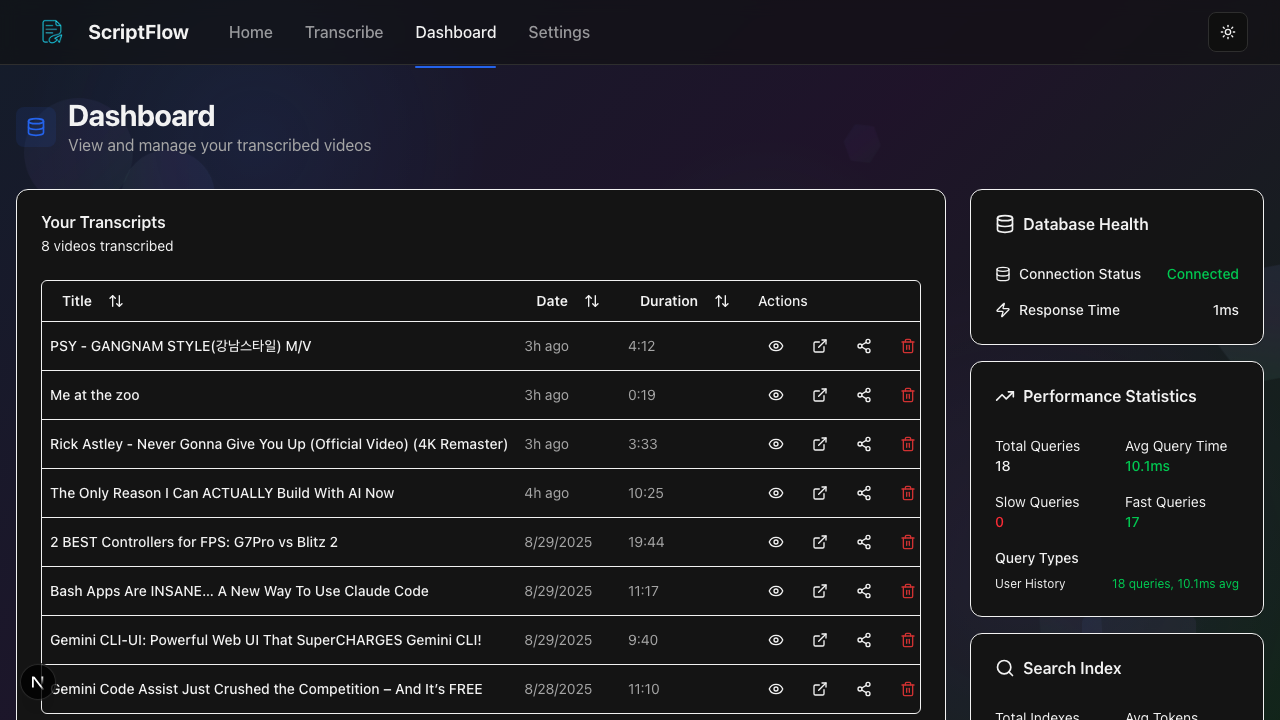 ScriptFlow Home Transcribe Dashboard Settings
Dashboard
View and manage your transcribed videos
Your Transcripts
8 videos transcribed
Title Date Duration Actions
PSY - GANGNAM STYLE(강남스타일) M/V 3h ago 4:12
Me at the zoo 3h ago 0:19
Rick Astley - Never Gonna Give You Up (Official Video) (4K Remaster) 3h ago 3:33
The Only Reason I Can ACTUALLY Build With AI Now 4h ago 10:25
2 BEST Controllers for FPS: G7Pro vs Blitz 2 8/29/2025 19:44
Bash Apps Are INSANE... A New Way To Use Claude Code 8/29/2025 11:17
Gemini CLI-UI: Powerful Web UI That SuperCHARGES Gemini CLI! 8/29/2025 9:40
Gemini Code Assist Just Crushed the Competition – And It’s FREE 8/28/2025 11:10
N
Database Health
Connection Status Connected
Response Time 1ms
Performance Statistics
Total Queries Avg Query Time
18 10.1ms
Slow Queries Fast Queries
0 17
Query Types
User History 18 queries, 10.1ms avg
Search Index
Total Indexes Avg Tokens